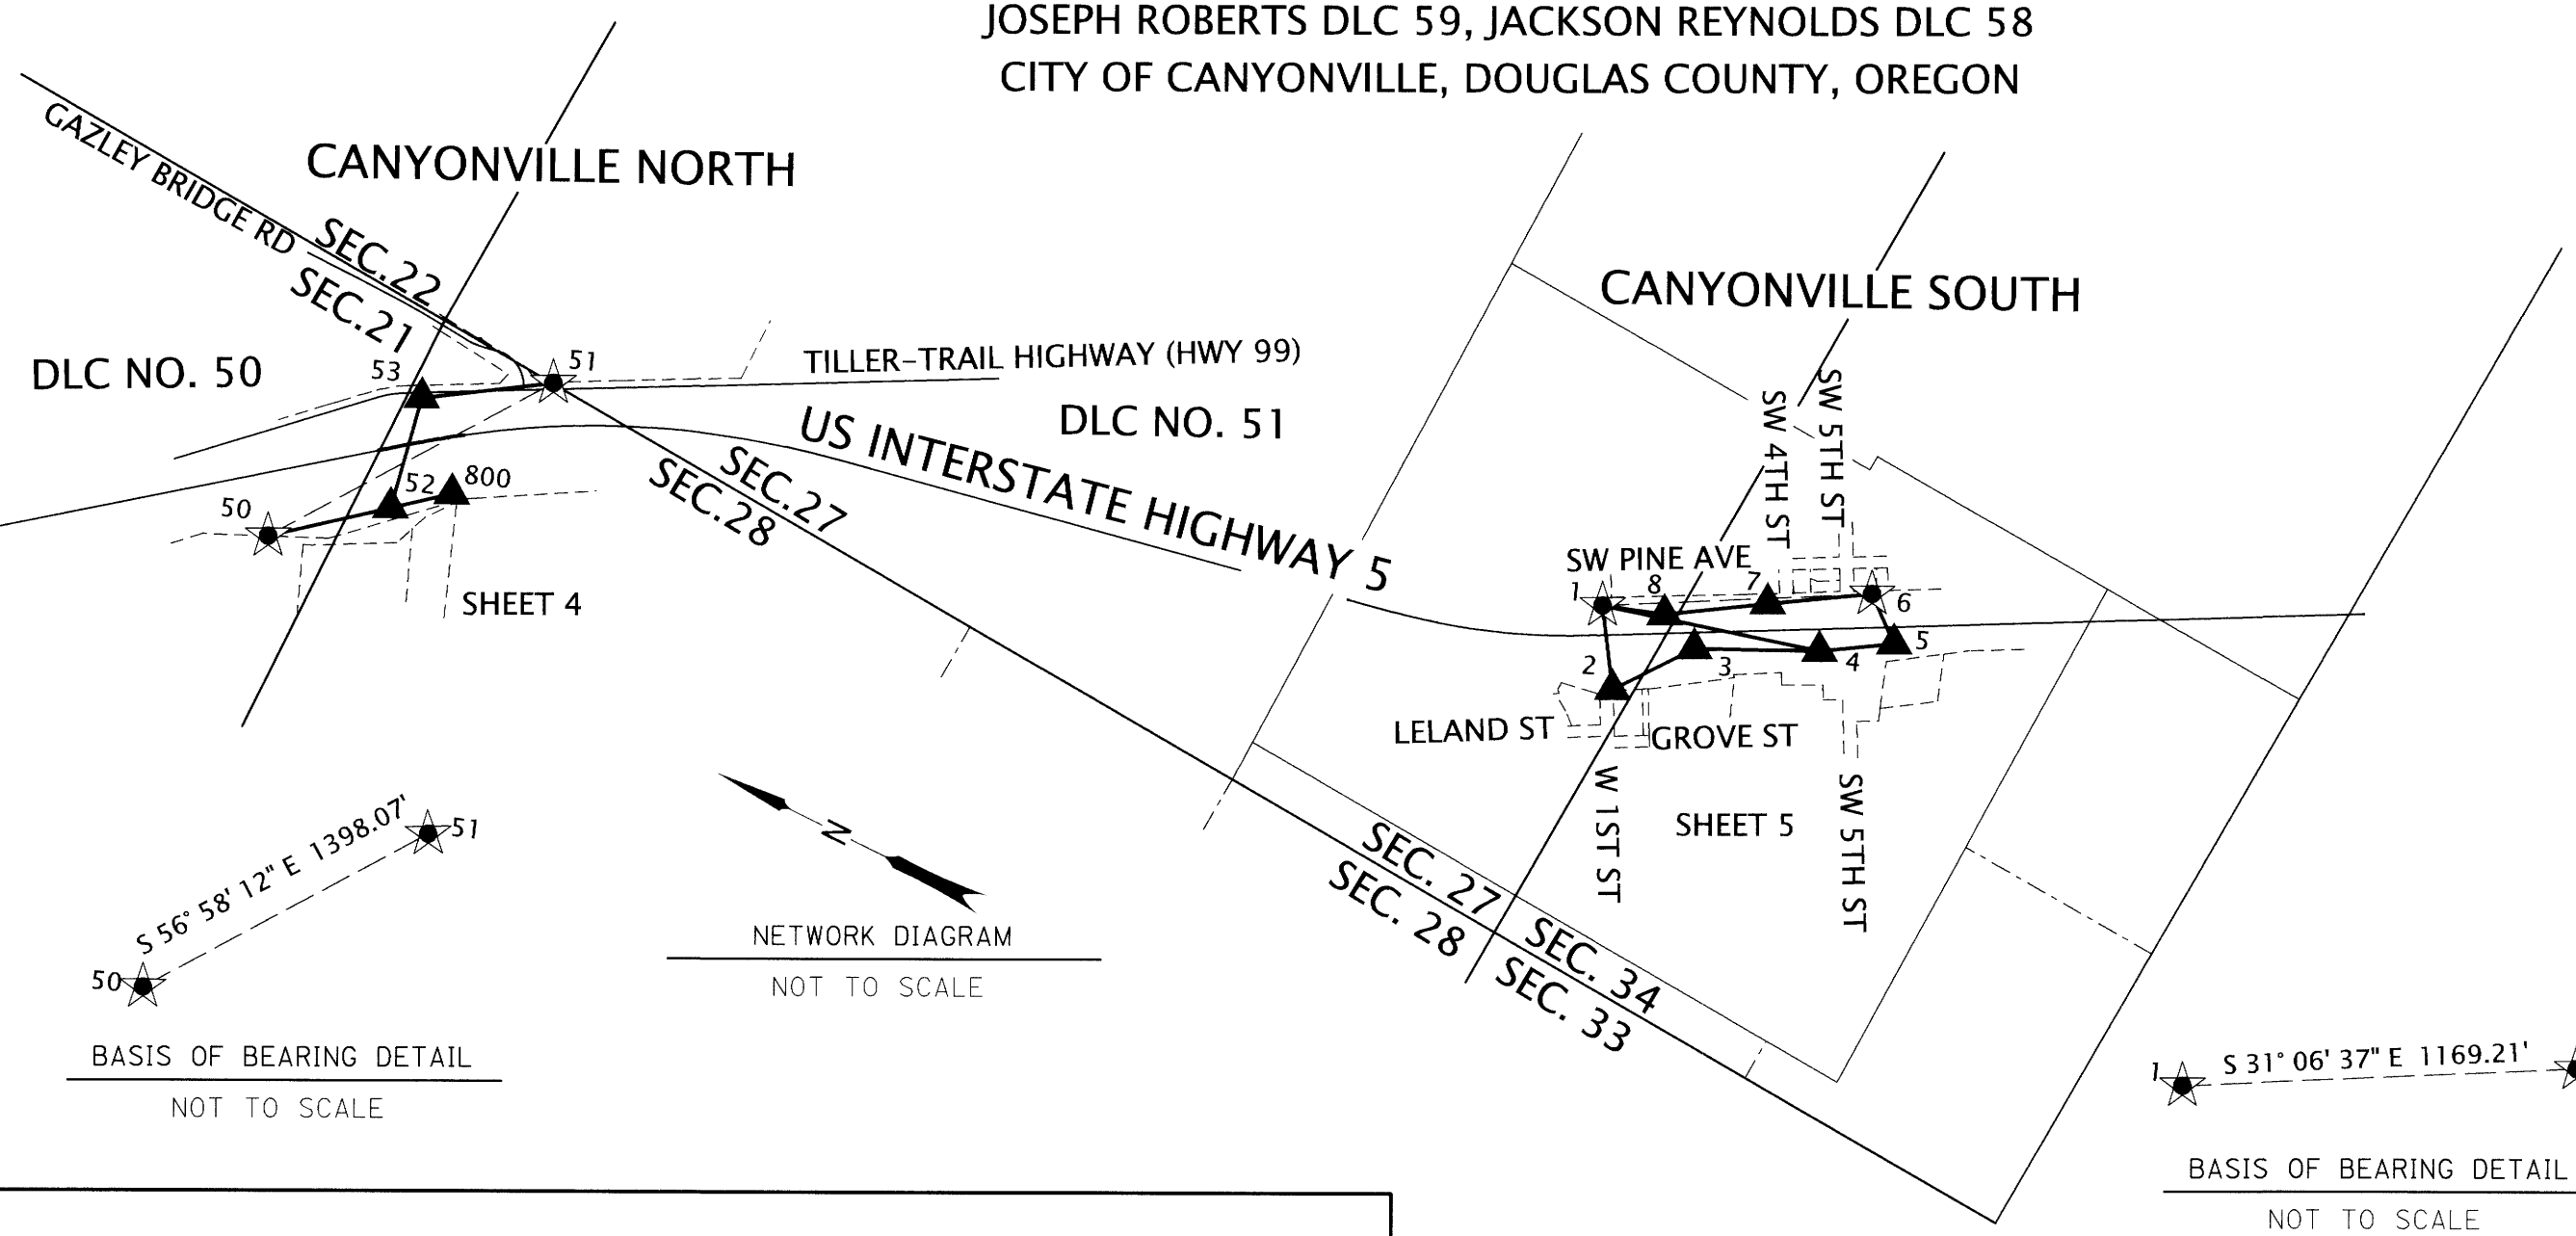 JOSEPH ROBERTS DLC 59, JACKSON REYNOLDS DLC 58
CITY OF CANYONVILLE, DOUGLAS COUNTY, OREGON
GAZLEY BRIDGE RD
CANYONVILLE NORTH
SEC.22
SEC.21
DLC NO. 50
53
51
TILLER-TRAIL HIGHWAY (HWY 99)
DLC NO. 51
US INTERSTATE HIGHWAY 5
52
800
50
SHEET 4
SEC.27
SEC.28
CANYONVILLE SOUTH
SW 4TH ST
SW 5TH ST
SW PINE AVE
1
8
7
6
5
2
3
4
LELAND ST
GROVE ST
W 1ST ST
SHEET 5
SW 5TH ST
SEC. 27
SEC. 28
SEC. 34
SEC. 33
S 56° 58' 12" E 1398.07'
51
50
BASIS OF BEARING DETAIL
NOT TO SCALE
N
NETWORK DIAGRAM
NOT TO SCALE
1
S 31° 06' 37" E 1169.21'
BASIS OF BEARING DETAIL
NOT TO SCALE